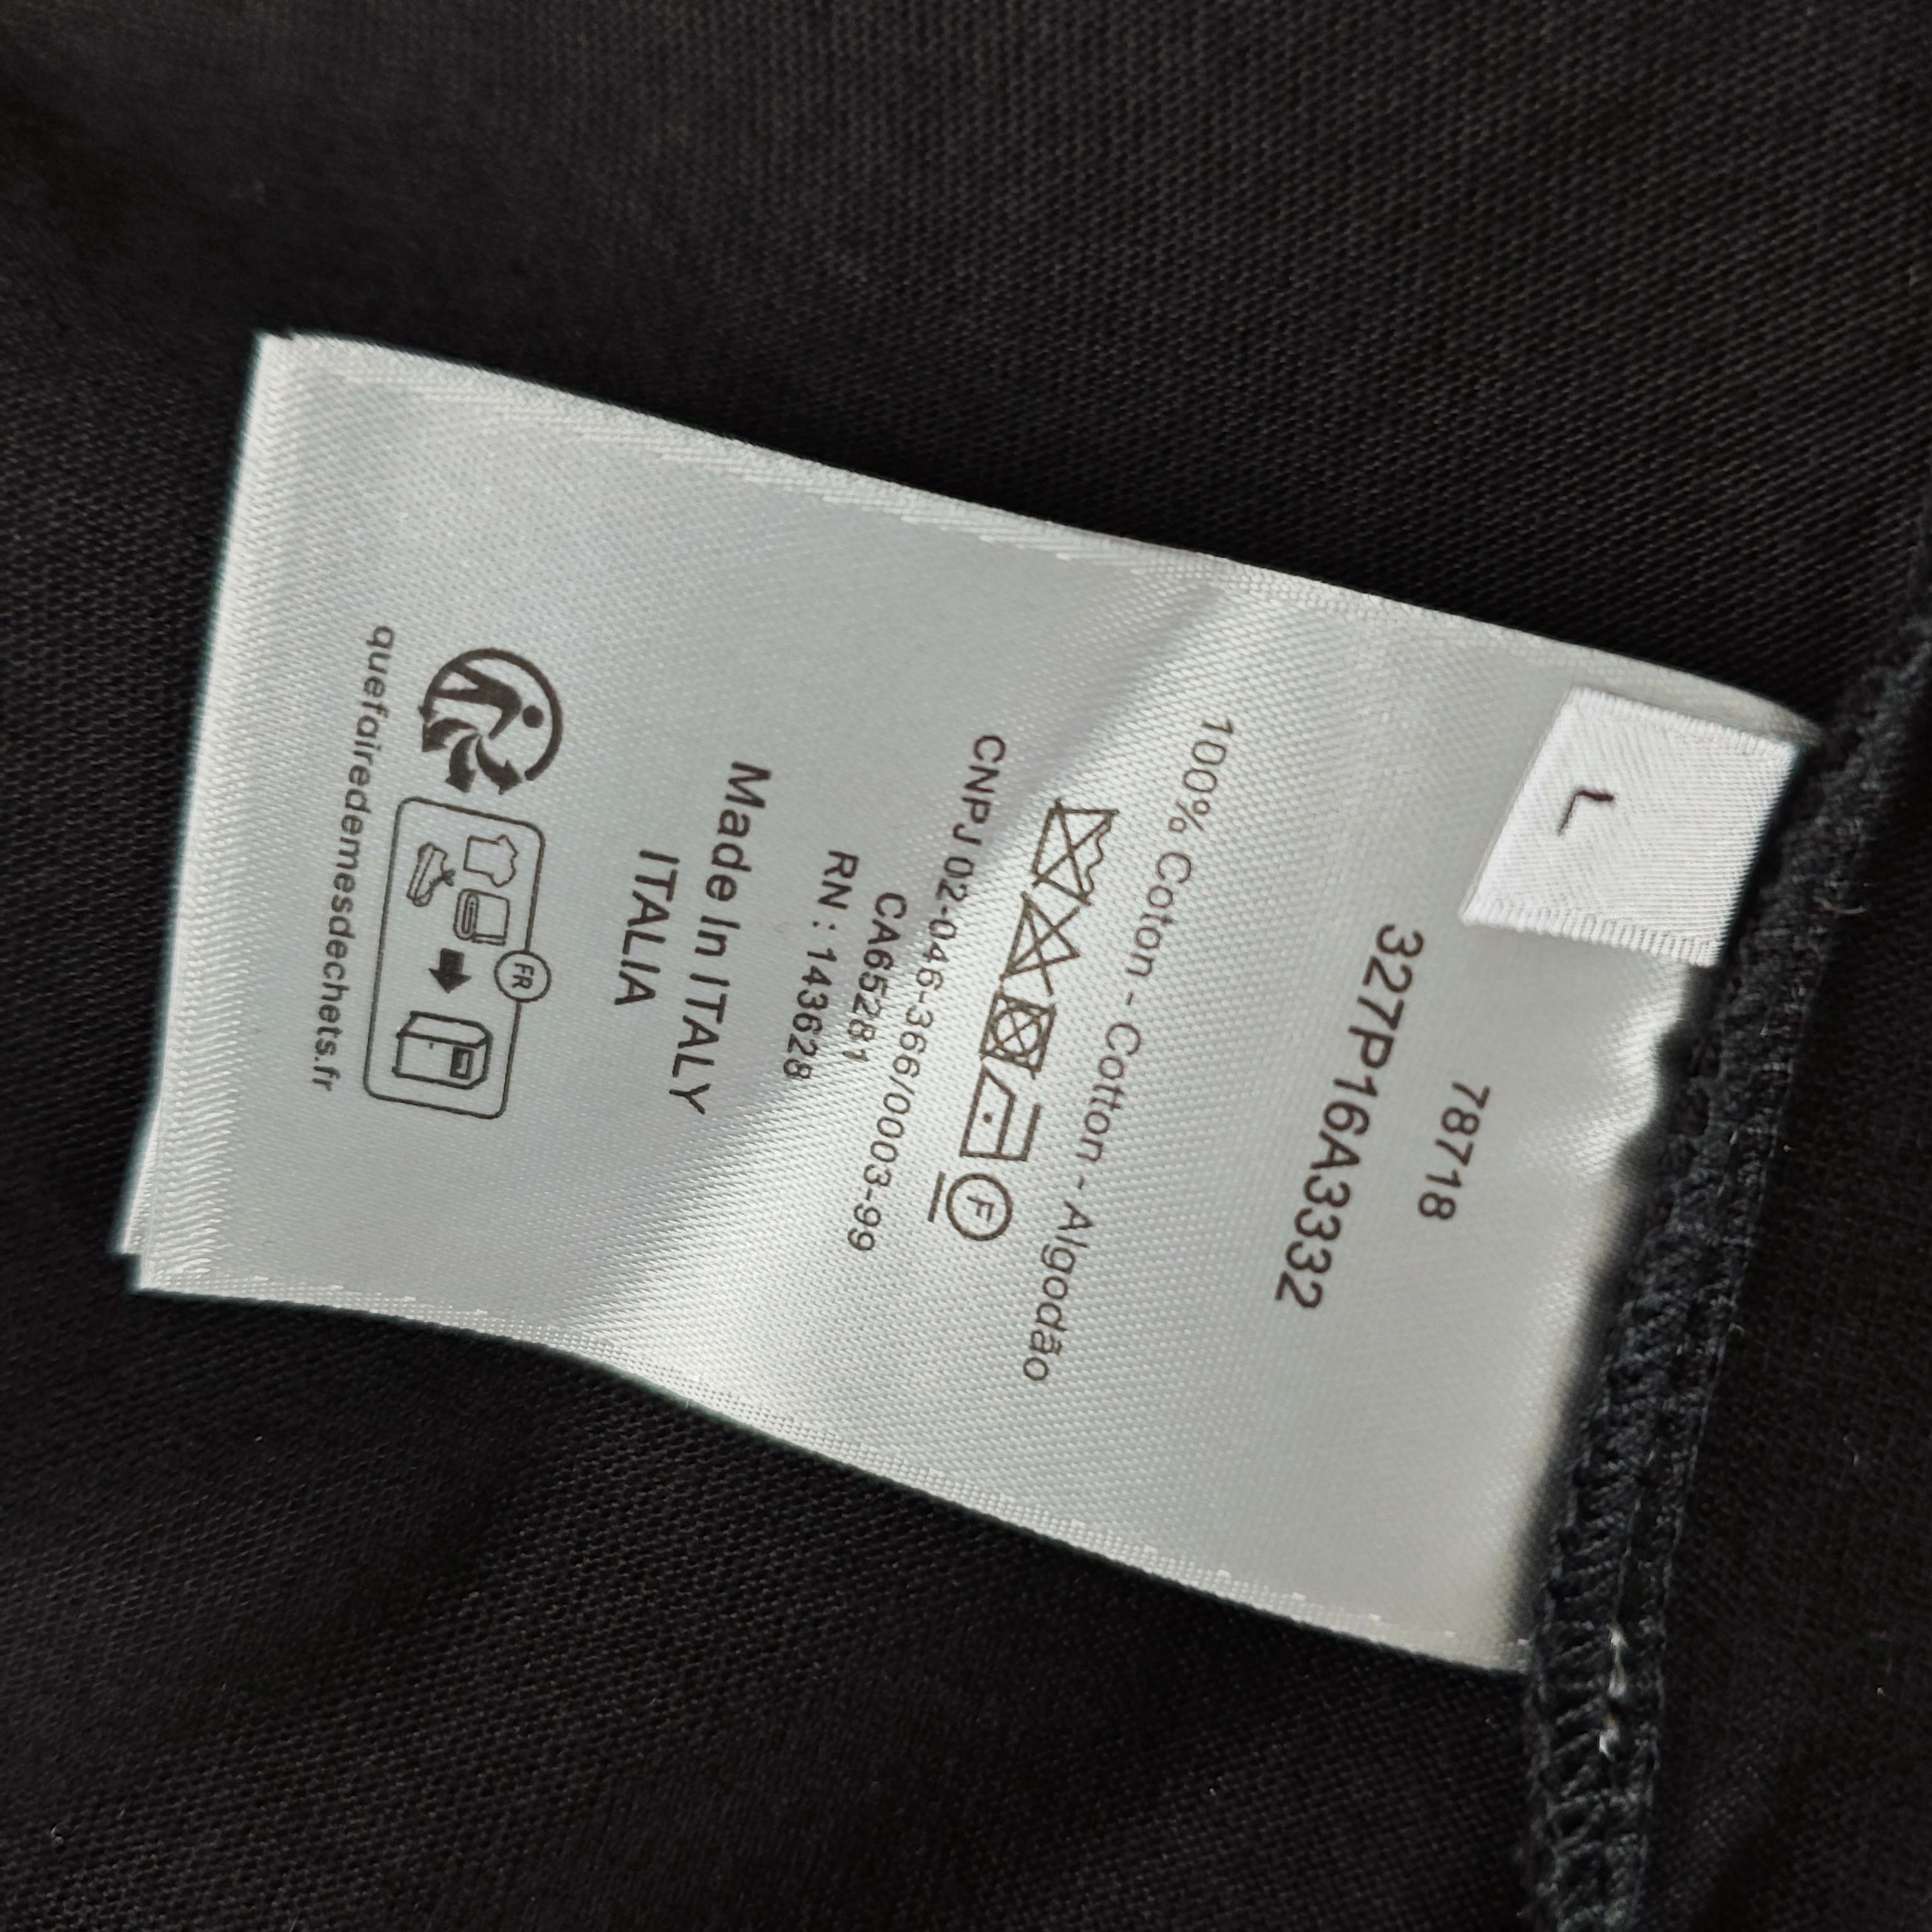 L
78718
327P16A3332
100% Coton - Cotton - Algodão
F
CNPJ 02-046-366/0003-99
CA65281
RN : 143628
Made In ITALY
ITALIA
FR
quefairedemesdechets.fr